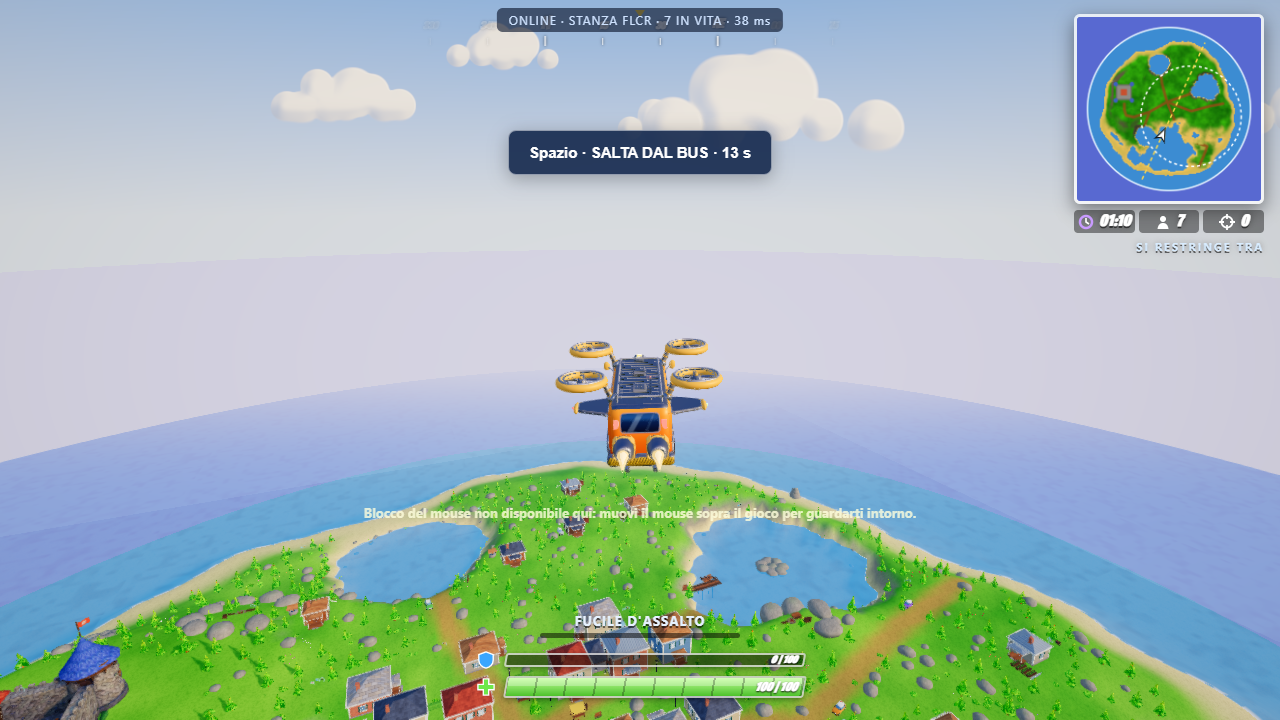 ONLINE · STANZA FLCR · 7 IN VITA · 38 ms
Spazio · SALTA DAL BUS · 13 s
01:10 7 0
SI RESTRINGE TRA
Blocco del mouse non disponibile qui: muovi il mouse sopra il gioco per guardarti intorno.
FUCILE D'ASSALTO
0/100
100/100